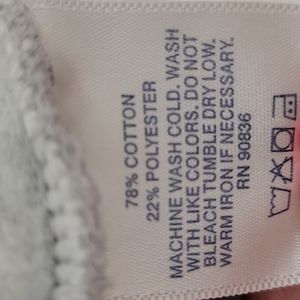 78% COTTON
22% POLYESTER
MACHINE WASH COLD. WASH
WITH LIKE COLORS. DO NOT
BLEACH TUMBLE DRY LOW.
WARM IRON IF NECESSARY.
RN 90836